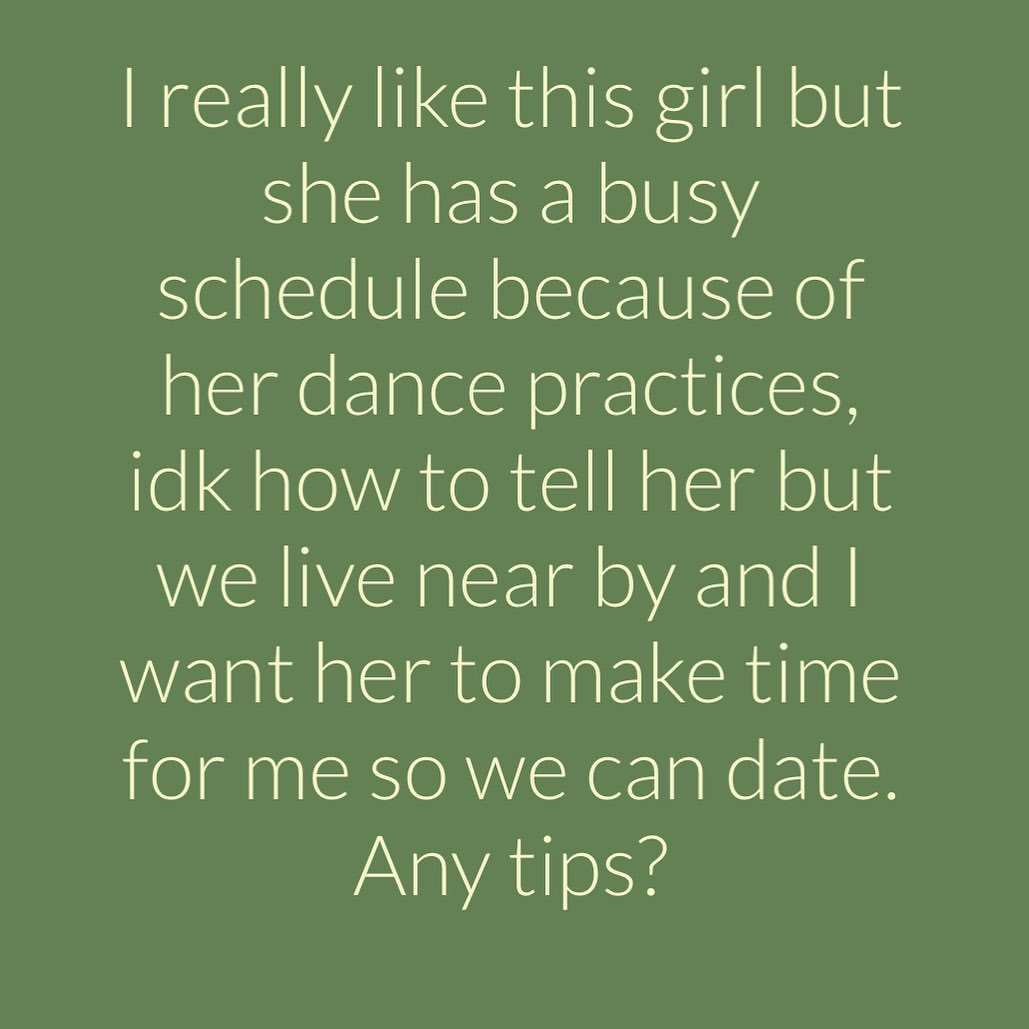 I really like this girl but
she has a busy
schedule because of
her dance practices,
idk how to tell her but
we live near by and I
want her to make time
for me so we can date.
Any tips?